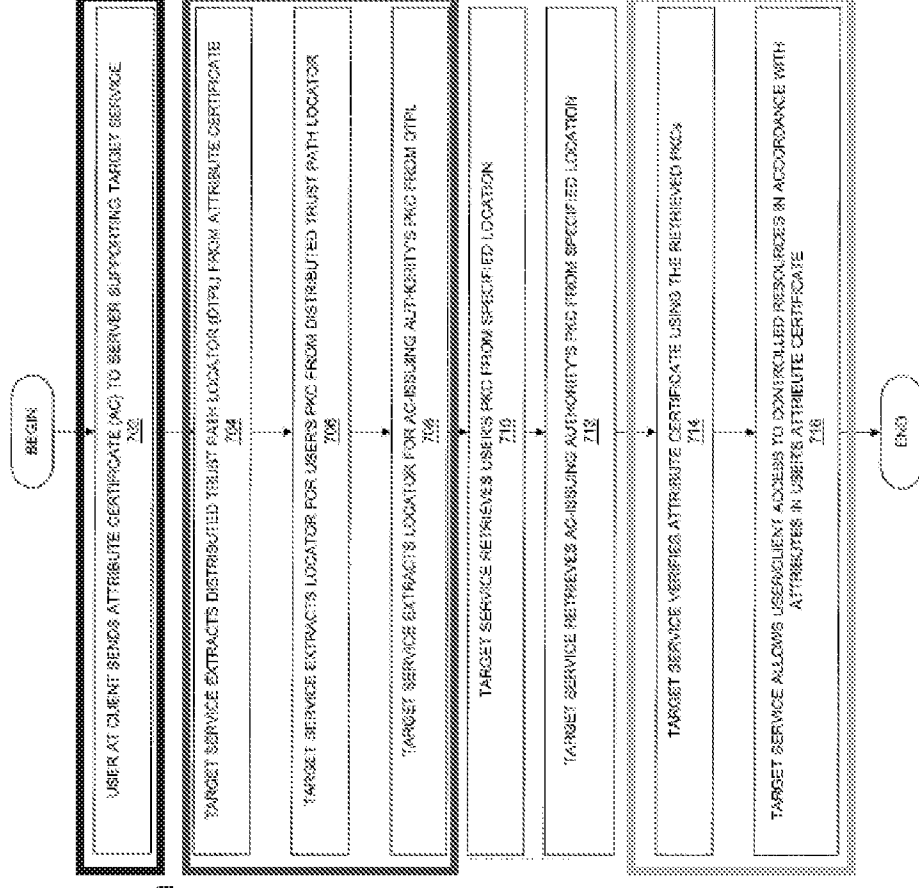 BEGIN
USER AT CLIENT SENDS ATTRIBUTE CERTIFICATE (AC) TO SERVER SUPPORTING TARGET SERVICE
702
TARGET SERVICE EXTRACTS DISTRIBUTED TRUST PATH LOCATOR (DTPL) FROM ATTRIBUTE CERTIFICATE
704
TARGET SERVICE EXTRACTS LOCATOR FOR USER'S PKC FROM DISTRIBUTED TRUST PATH LOCATOR
706
TARGET SERVICE EXTRACTS LOCATOR FOR AC-ISSUING AUTHORITY'S PKC FROM DTPL
708
TARGET SERVICE RETRIEVES USER'S PKC FROM SPECIFIED LOCATION
710
TARGET SERVICE RETRIEVES AC-ISSUING AUTHORITY'S PKC FROM SPECIFIED LOCATION
712
TARGET SERVICE VERIFIES ATTRIBUTE CERTIFICATE USING THE RETRIEVED PKCs
714
TARGET SERVICE ALLOWS USER/CLIENT ACCESS TO CONTROLLED RESOURCES IN ACCORDANCE WITH
ATTRIBUTES IN USER'S ATTRIBUTE CERTIFICATE
716
END